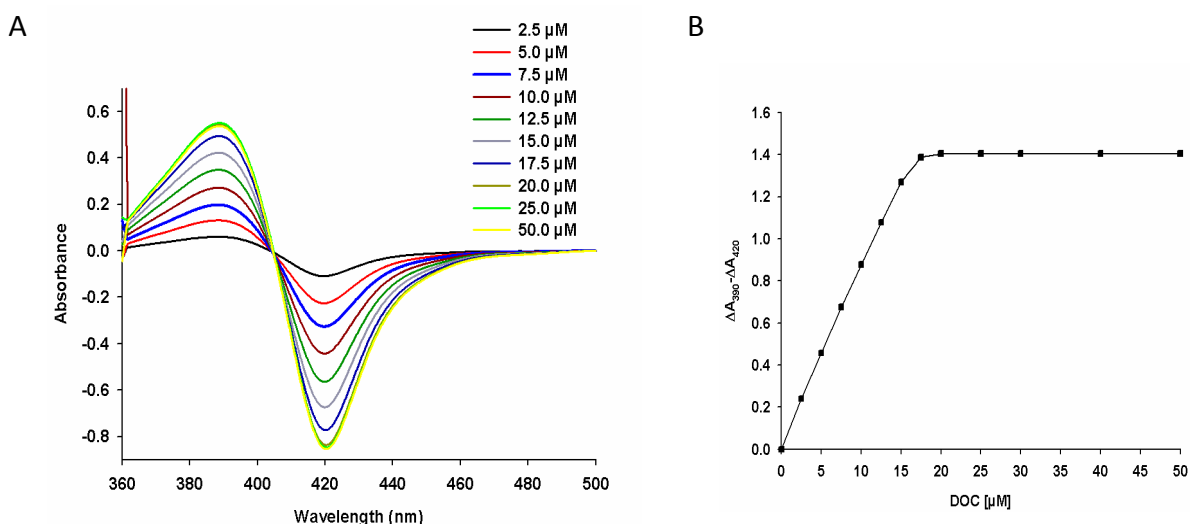 A
2.5 µM
5.0 µM
7.5 µM
10.0 µM
12.5 µM
15.0 µM
17.5 µM
20.0 µM
25.0 µM
50.0 µM
0.6
0.4
0.2
0.0
-0.2
-0.4
-0.6
-0.8
Absorbance
360 380 400 420 440 460 480 500
Wavelength (nm)
B
1.6
1.4
1.2
1.0
0.8
0.6
0.4
0.2
0.0
ΔA390-ΔA420
0 5 10 15 20 25 30 35 40 45 50
DOC [µM]